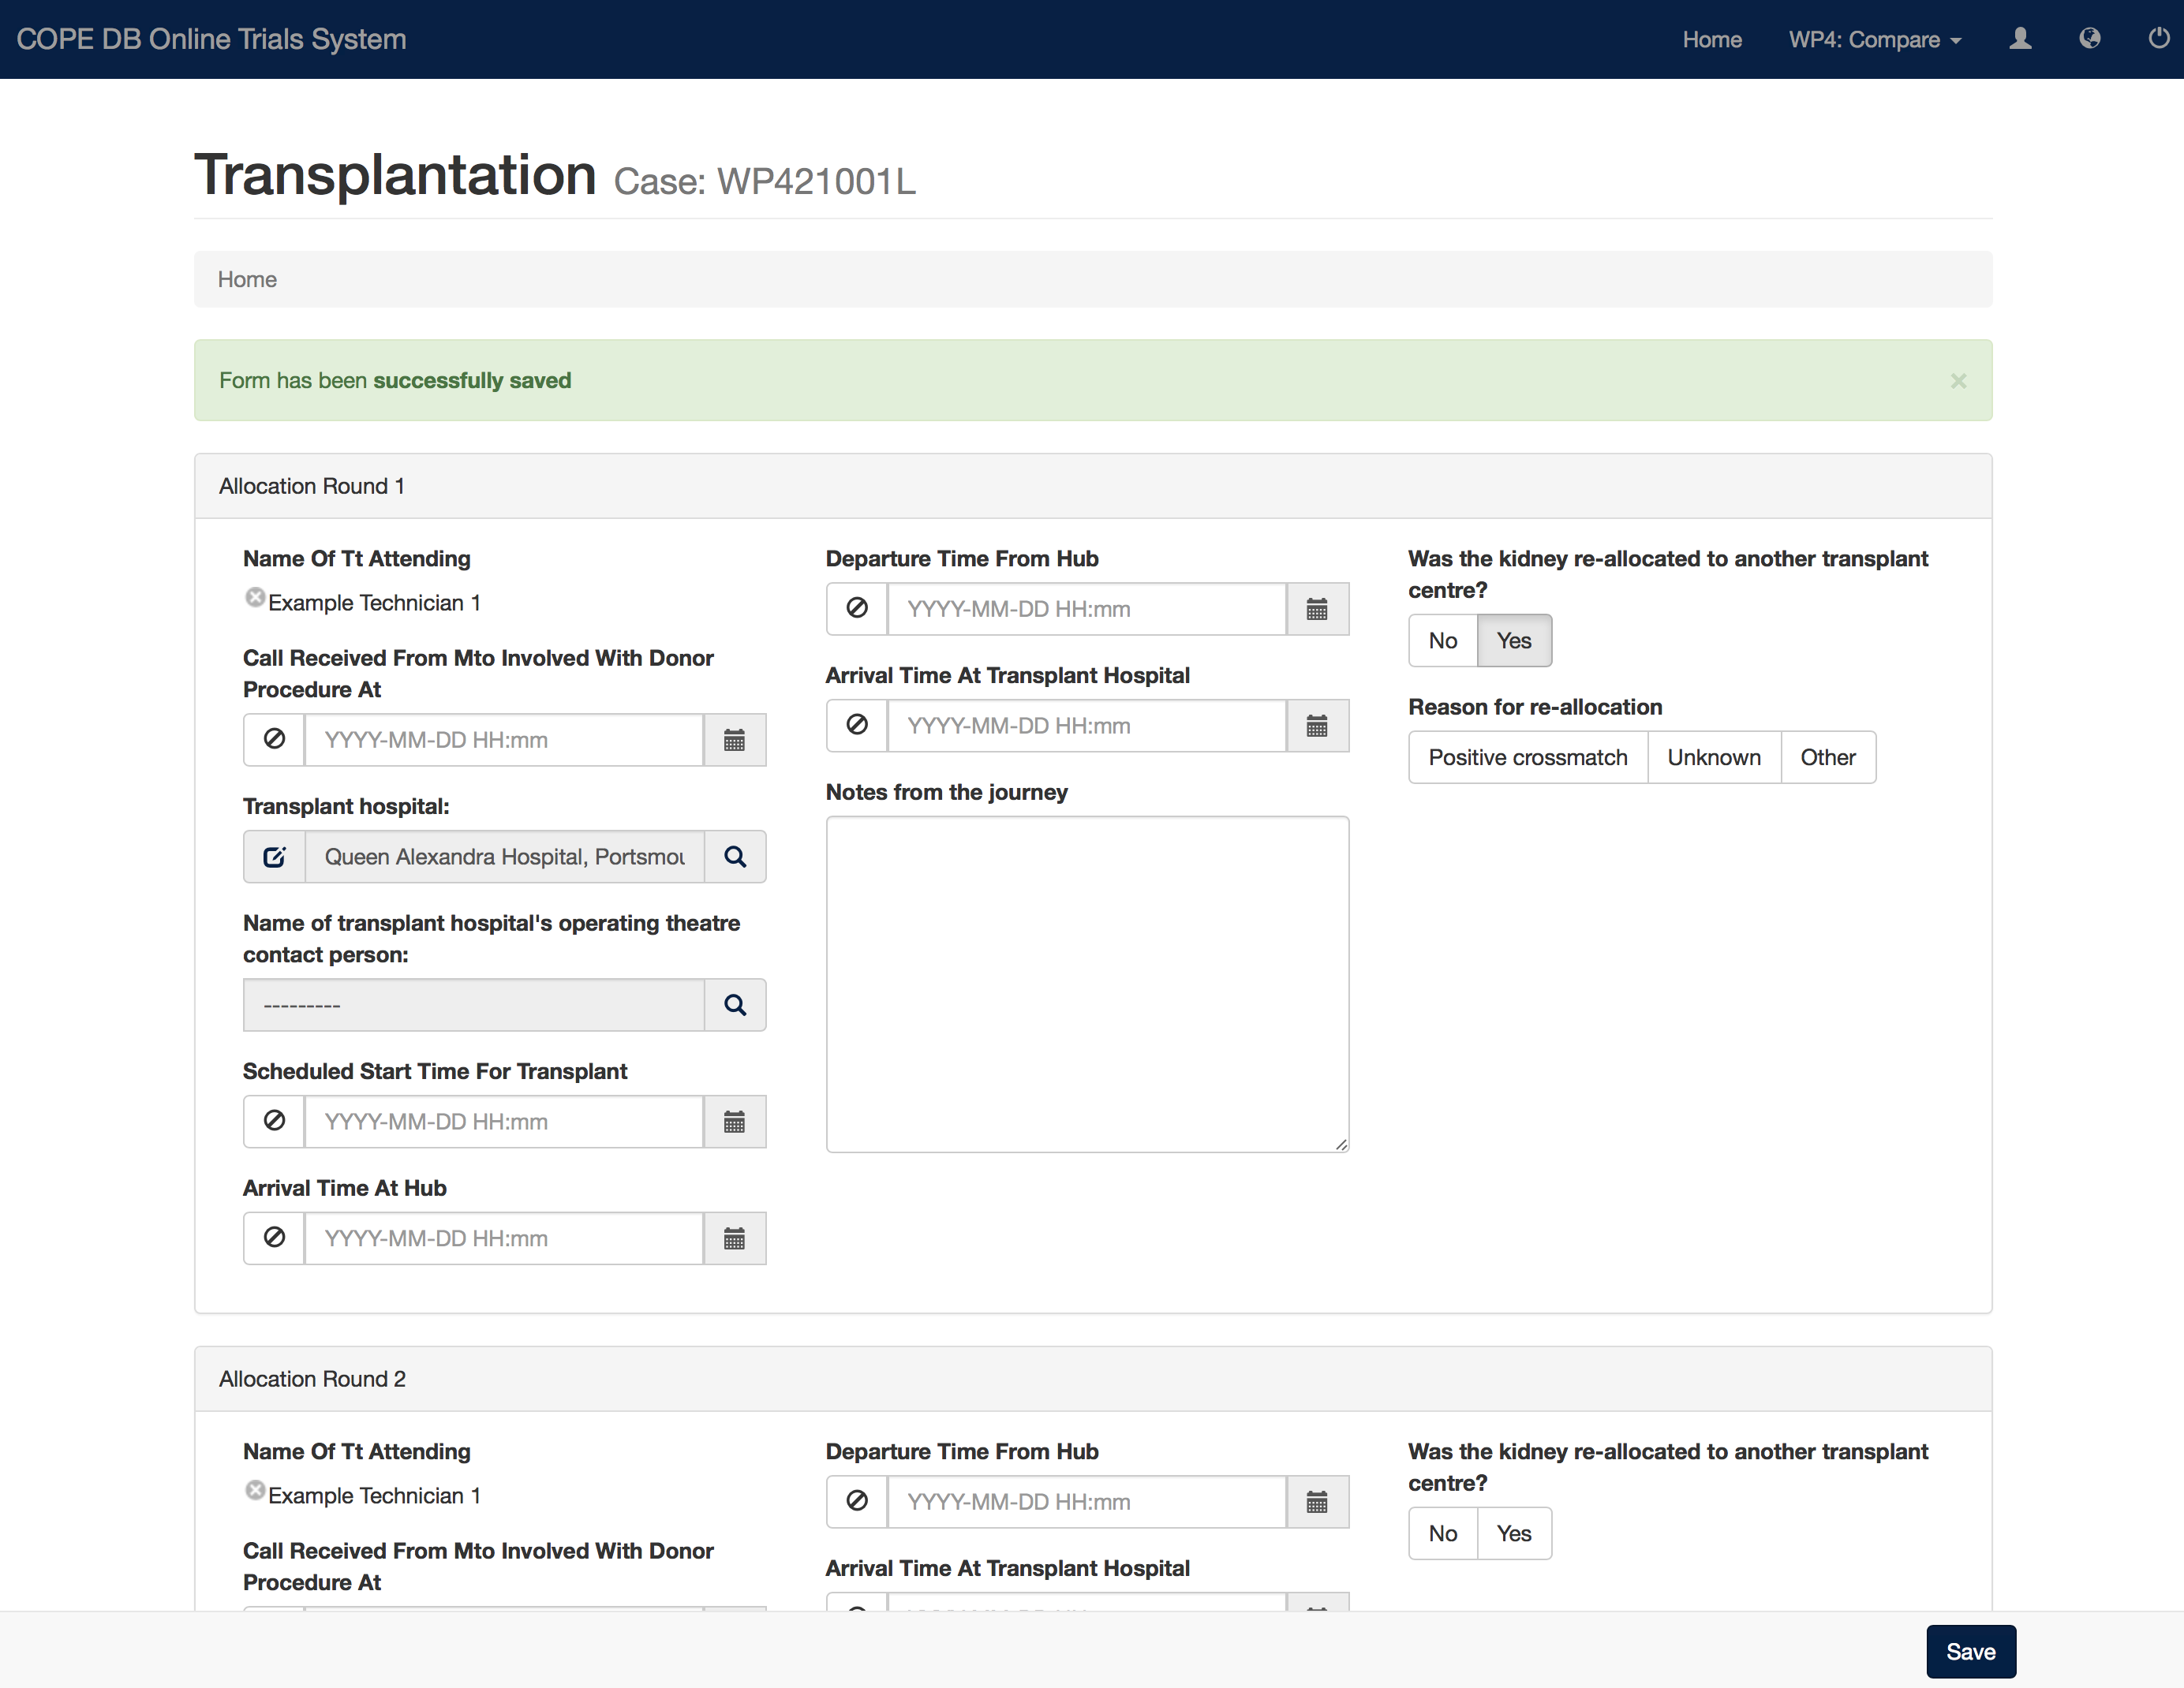 COPE DB Online Trials System
Home
WP4: Compare
Transplantation Case: WP421001L
Home
Form has been successfully saved
×
Allocation Round 1
Name Of Tt Attending
Example Technician 1
Call Received From Mto Involved With Donor
Procedure At
YYYY-MM-DD HH:mm
Transplant hospital:
Queen Alexandra Hospital, Portsmou
Name of transplant hospital's operating theatre
contact person:
---------
Scheduled Start Time For Transplant
YYYY-MM-DD HH:mm
Arrival Time At Hub
YYYY-MM-DD HH:mm
Departure Time From Hub
YYYY-MM-DD HH:mm
Arrival Time At Transplant Hospital
YYYY-MM-DD HH:mm
Notes from the journey
Was the kidney re-allocated to another transplant
centre?
No
Yes
Reason for re-allocation
Positive crossmatch
Unknown
Other
Allocation Round 2
Name Of Tt Attending
Example Technician 1
Call Received From Mto Involved With Donor
Procedure At
Departure Time From Hub
YYYY-MM-DD HH:mm
Arrival Time At Transplant Hospital
Was the kidney re-allocated to another transplant
centre?
No
Yes
Save